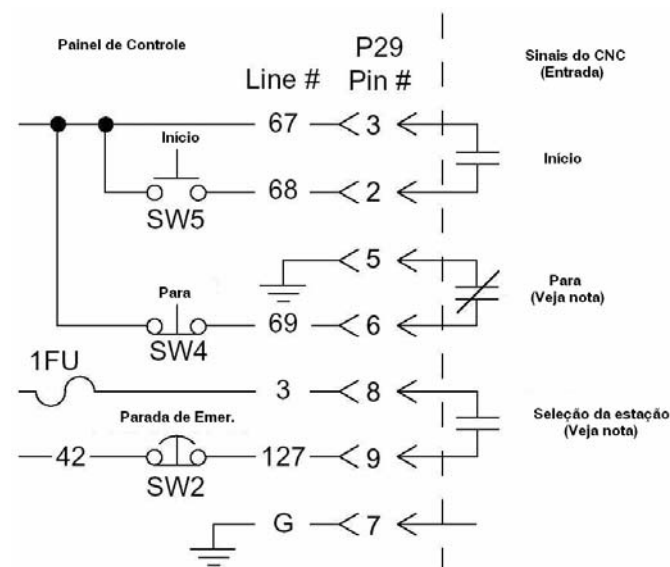 Painel de Controle
P29
Sinais do CNC
(Entrada)
Line #
Pin #
67
3
Início
Início
68
2
SW5
5
Para
Para
(Veja nota)
69
6
SW4
1FU
3
8
Parada de Emer.
Seleção da estação
(Veja nota)
42
127
9
SW2
G
7